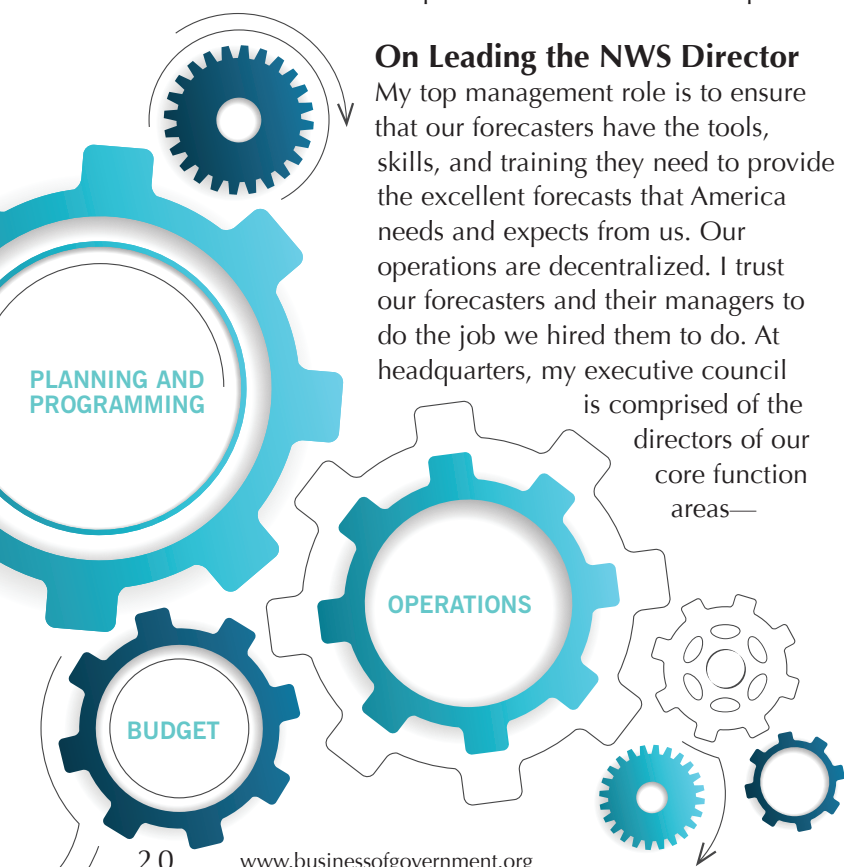 On Leading the NWS Director
My top management role is to ensure
that our forecasters have the tools,
skills, and training they need to provide
the excellent forecasts that America
needs and expects from us. Our
operations are decentralized. I trust
our forecasters and their managers to
do the job we hired them to do. At
headquarters, my executive council
is comprised of the
directors of our
core function
areas—
PLANNING AND
PROGRAMMING
OPERATIONS
BUDGET
20 www.businessofgovernment.org